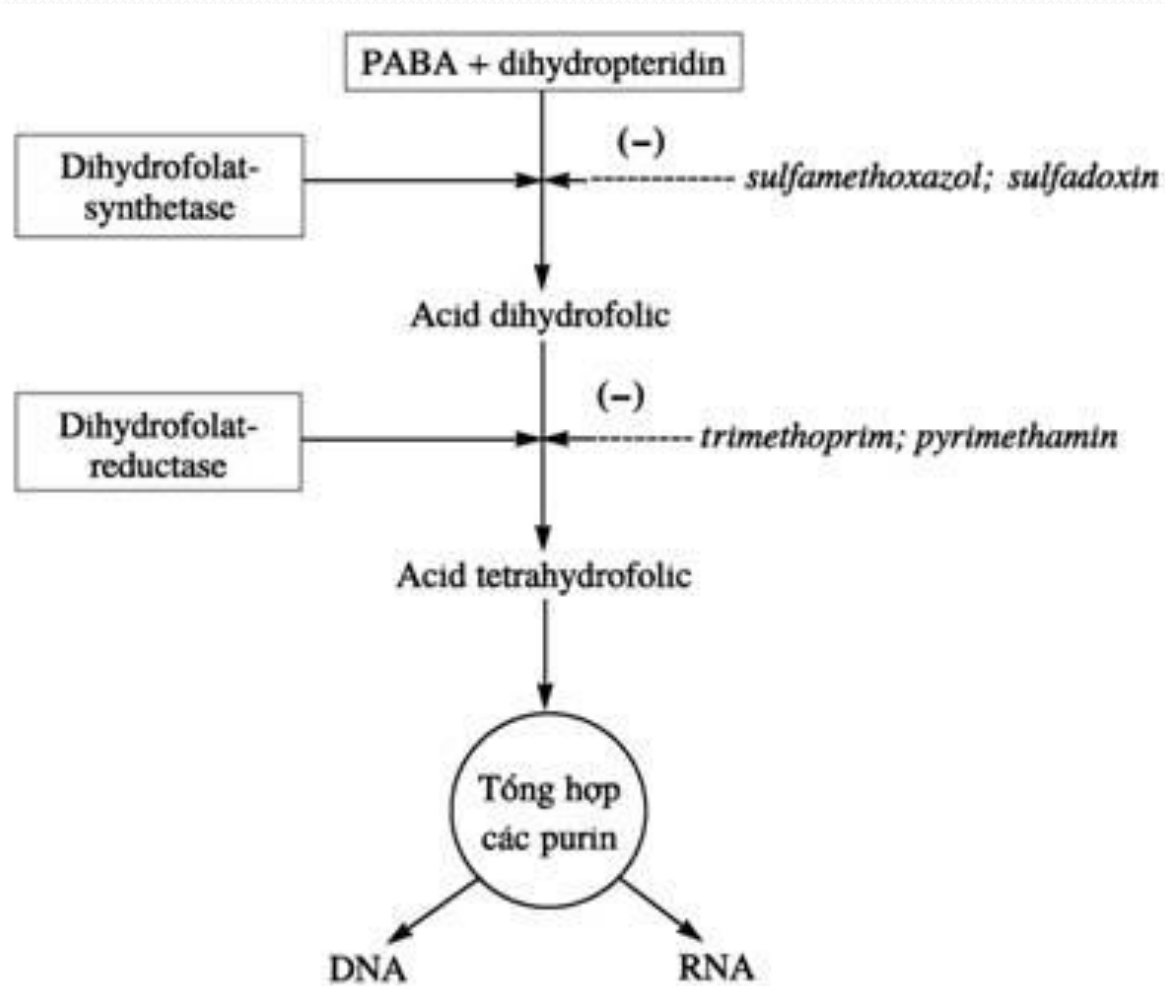 PABA + dihydropteridin
(–)
Dihydrofolat-
synthetase
sulfamethoxazol; sulfadoxin
Acid dihydrofolic
(–)
Dihydrofolat-
reductase
trimethoprim; pyrimethamin
Acid tetrahydrofolic
Tổng hợp
các purin
DNA
RNA